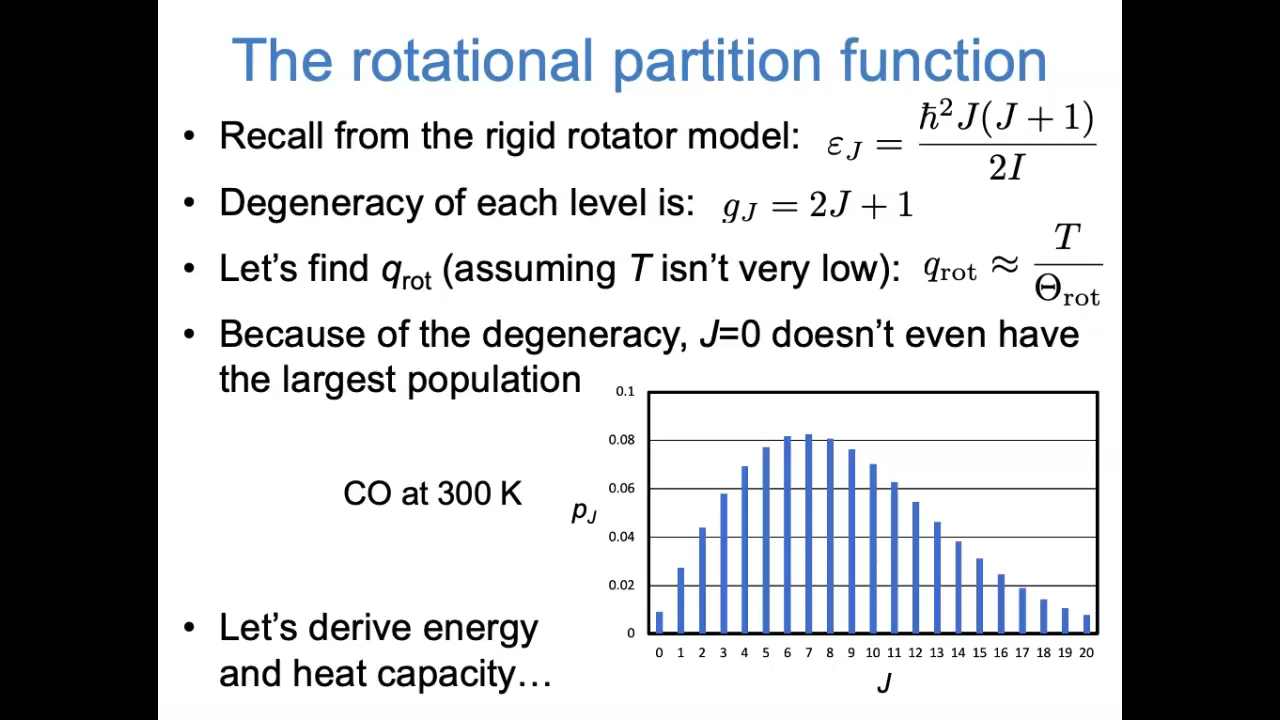 The rotational partition function
• Recall from the rigid rotator model: ε_J = ħ²J(J + 1) / 2I
• Degeneracy of each level is: g_J = 2J + 1
• Let's find q_rot (assuming T isn't very low): q_rot ≈ T / Θ_rot
• Because of the degeneracy, J=0 doesn't even have
the largest population
0.1
0.08
0.06
0.04
0.02
0
CO at 300 K
p_J
0 1 2 3 4 5 6 7 8 9 10 11 12 13 14 15 16 17 18 19 20
J
• Let's derive energy
and heat capacity…